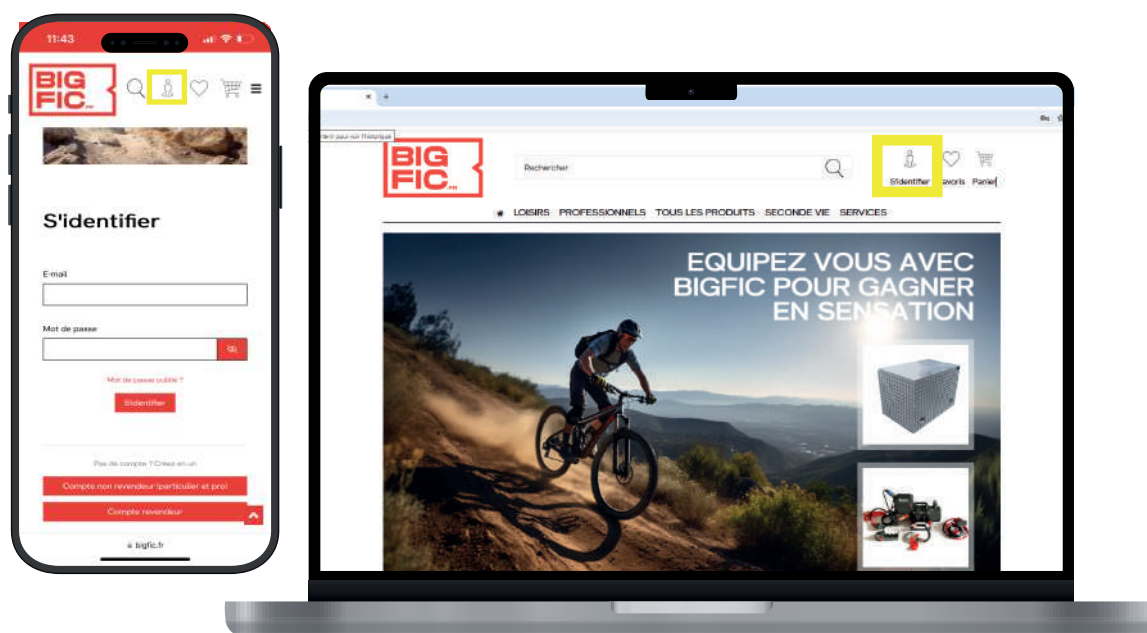 11:43
BIG
FIC
S'identifier
E-mail
Mot de passe
Mot de passe oublié ?
S'identifier
Pas de compte ? Créez en un
Compte non revendeur (particulier et pro)
Compte revendeur
bigfic.fr
BIG
FIC
Rechercher
S'identifier
Favoris
Panier
LOISIRS PROFESSIONNELS TOUS LES PRODUITS SECONDE VIE SERVICES
EQUIPEZ VOUS AVEC
BIGFIC POUR GAGNER
EN SENSATION